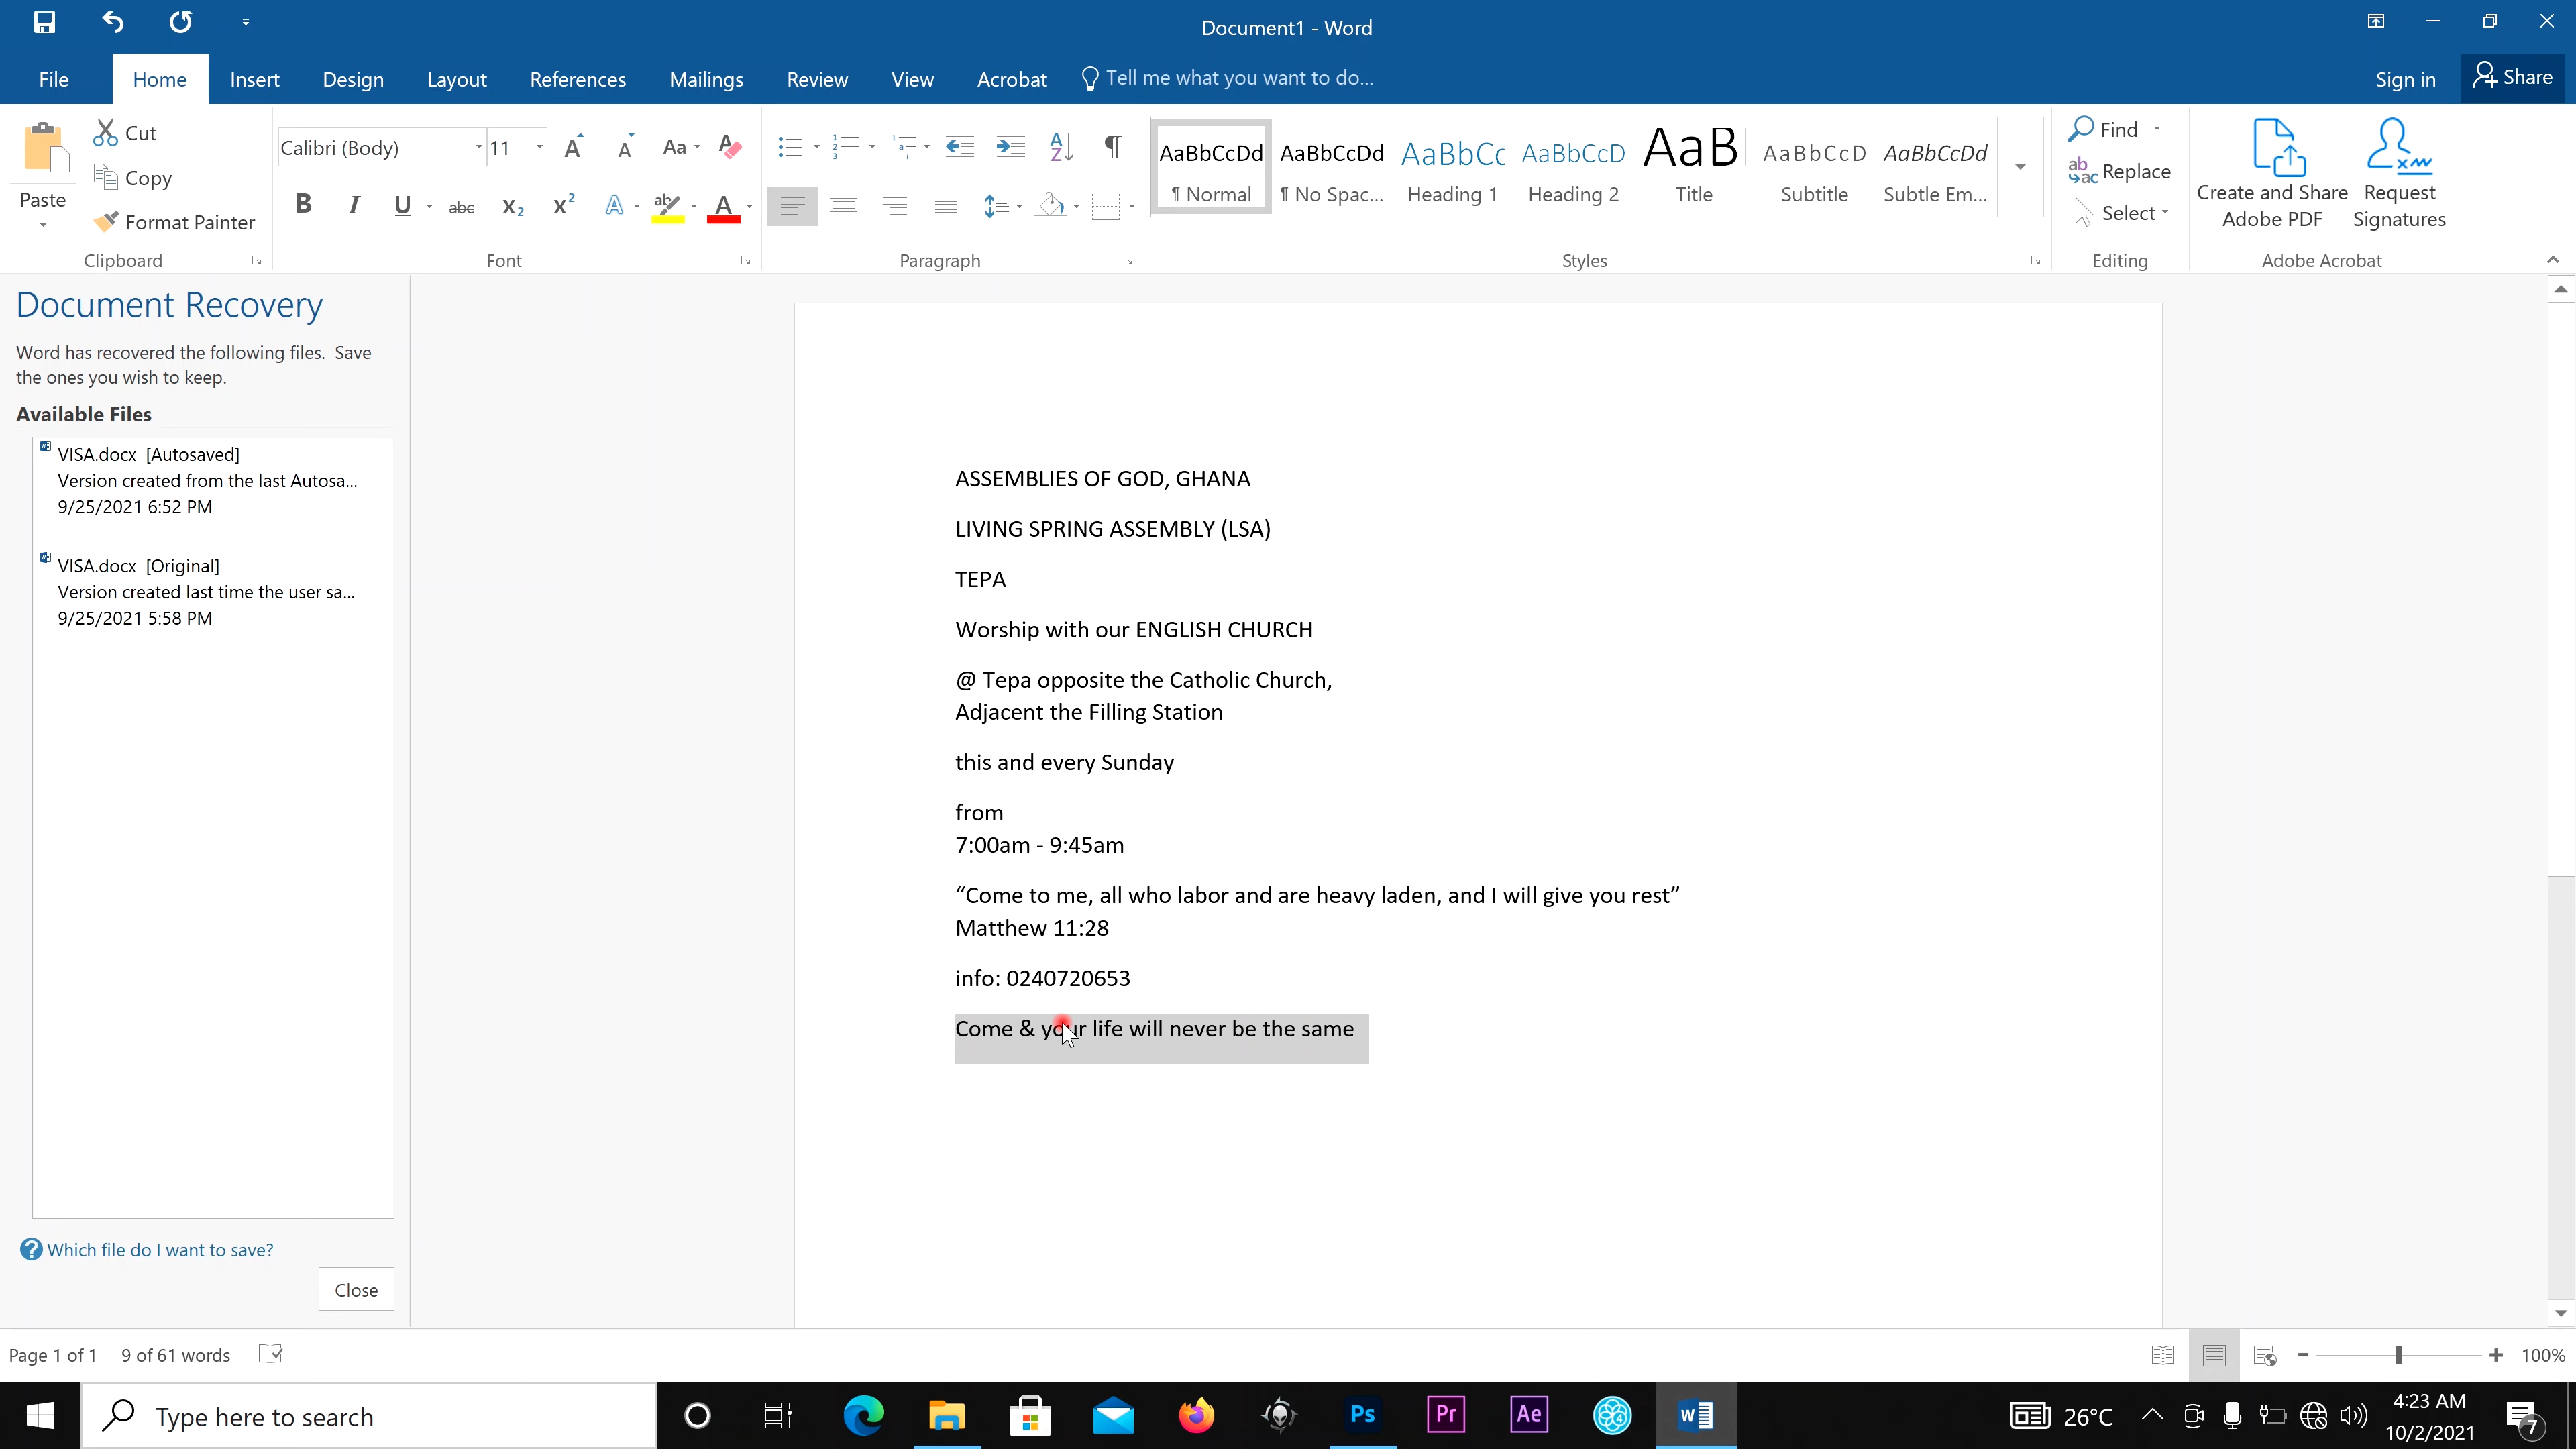 Document1 - Word
File Home Insert Design Layout References Mailings Review View Acrobat Tell me what you want to do... Sign in Share
Paste
Cut
Copy
Format Painter
Clipboard
Calibri (Body) 11
Font
Paragraph
AaBbCcDd AaBbCcDd AaBbCc AaBbCcD AaB AaBbCcD AaBbCcDd
¶ Normal ¶ No Spac... Heading 1 Heading 2 Title Subtitle Subtle Em...
Styles
Find
Replace
Select
Editing
Create and Share
Adobe PDF
Request
Signatures
Adobe Acrobat
Document Recovery
Word has recovered the following files. Save
the ones you wish to keep.
Available Files
VISA.docx [Autosaved]
Version created from the last Autosa...
9/25/2021 6:52 PM
VISA.docx [Original]
Version created last time the user sa...
9/25/2021 5:58 PM
Which file do I want to save?
Close
ASSEMBLIES OF GOD, GHANA
LIVING SPRING ASSEMBLY (LSA)
TEPA
Worship with our ENGLISH CHURCH
@ Tepa opposite the Catholic Church,
Adjacent the Filling Station
this and every Sunday
from
7:00am - 9:45am
“Come to me, all who labor and are heavy laden, and I will give you rest”
Matthew 11:28
info: 0240720653
Come & your life will never be the same
Page 1 of 1 9 of 61 words 100%
Type here to search
Ps Pr Ae
26°C
4:23 AM
10/2/2021
7